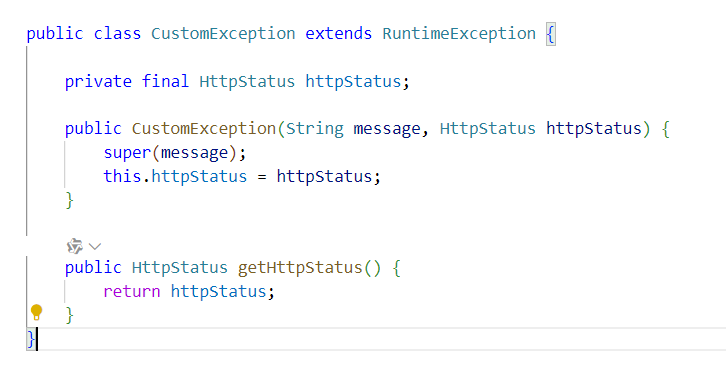 public class CustomException extends RuntimeException {
private final HttpStatus httpStatus;
public CustomException(String message, HttpStatus httpStatus) {
super(message);
this.httpStatus = httpStatus;
}
public HttpStatus getHttpStatus() {
return httpStatus;
}
}